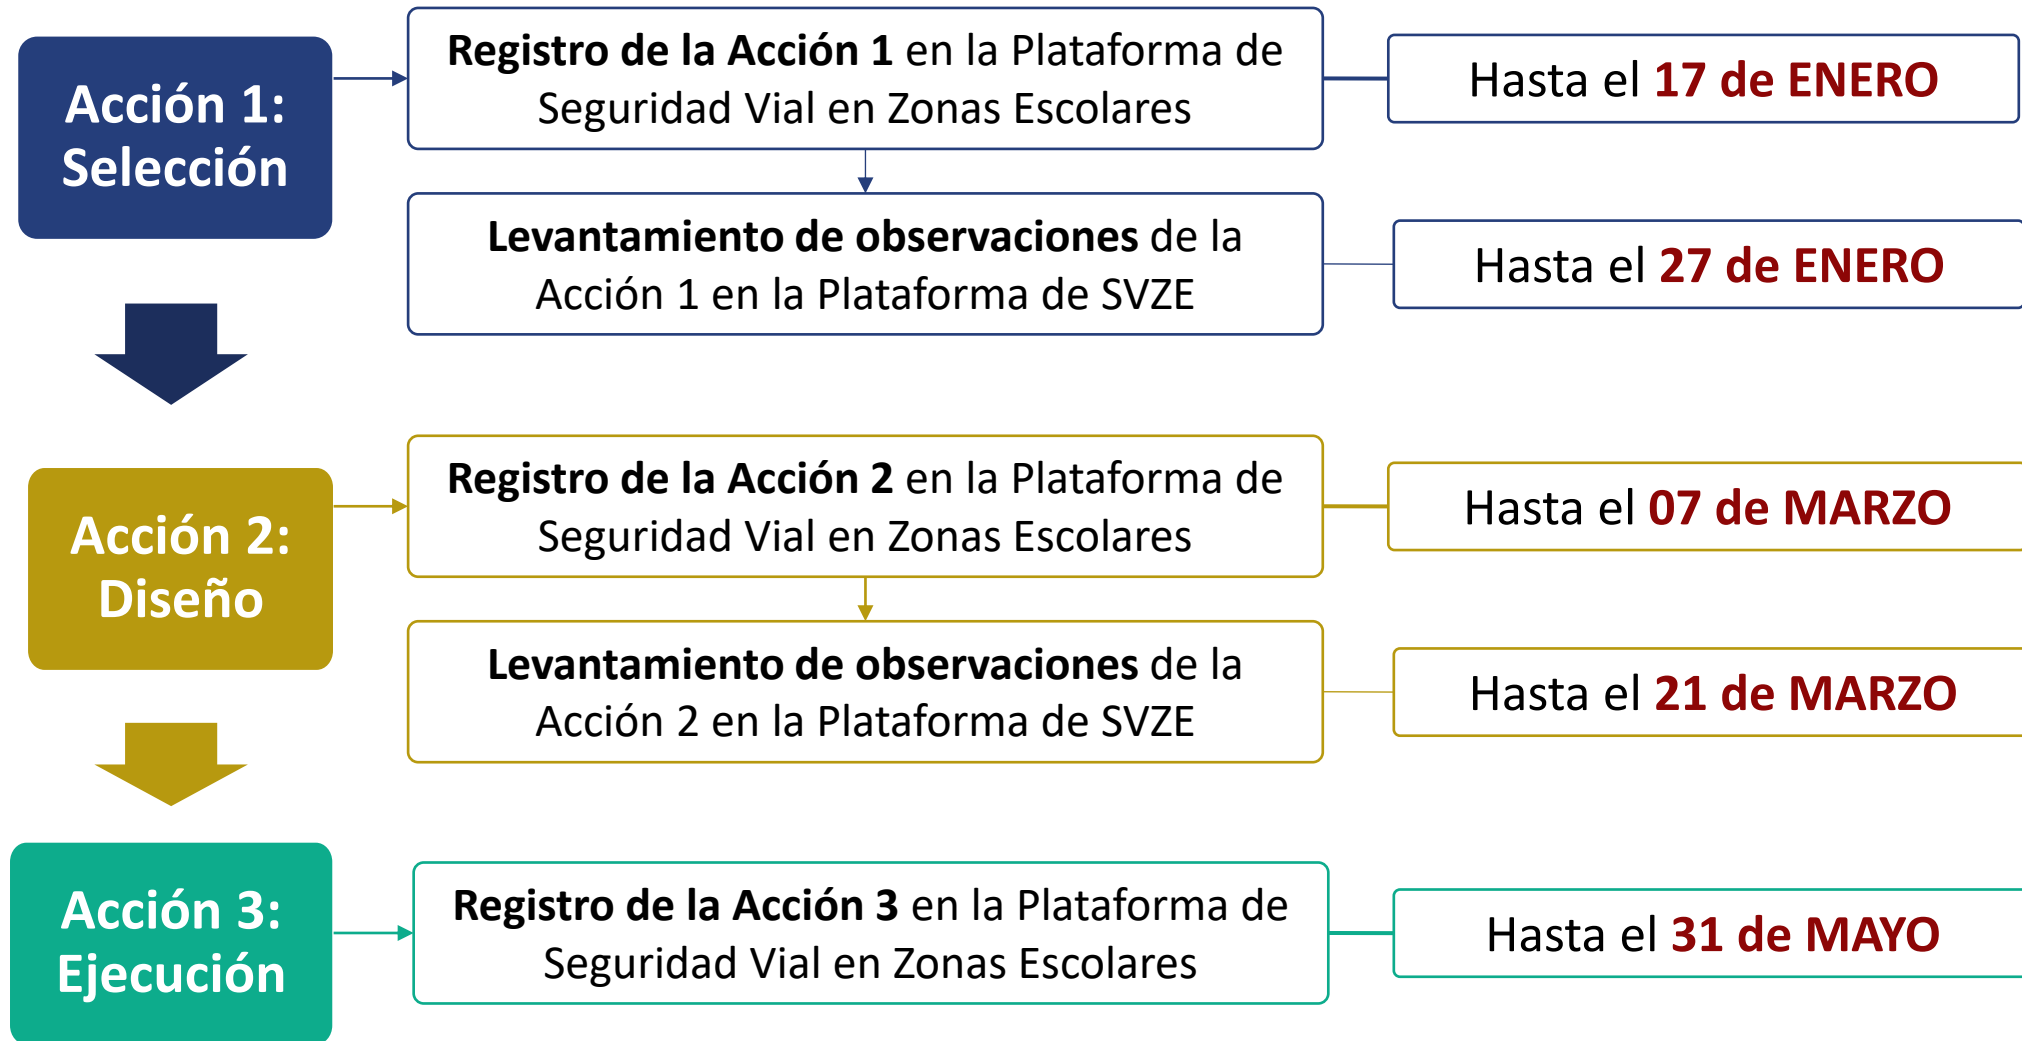 Acción 1:
Selección
Registro de la Acción 1 en la Plataforma de
Seguridad Vial en Zonas Escolares
Hasta el 17 de ENERO
Levantamiento de observaciones de la
Acción 1 en la Plataforma de SVZE
Hasta el 27 de ENERO
Acción 2:
Diseño
Registro de la Acción 2 en la Plataforma de
Seguridad Vial en Zonas Escolares
Hasta el 07 de MARZO
Levantamiento de observaciones de la
Acción 2 en la Plataforma de SVZE
Hasta el 21 de MARZO
Acción 3:
Ejecución
Registro de la Acción 3 en la Plataforma de
Seguridad Vial en Zonas Escolares
Hasta el 31 de MAYO